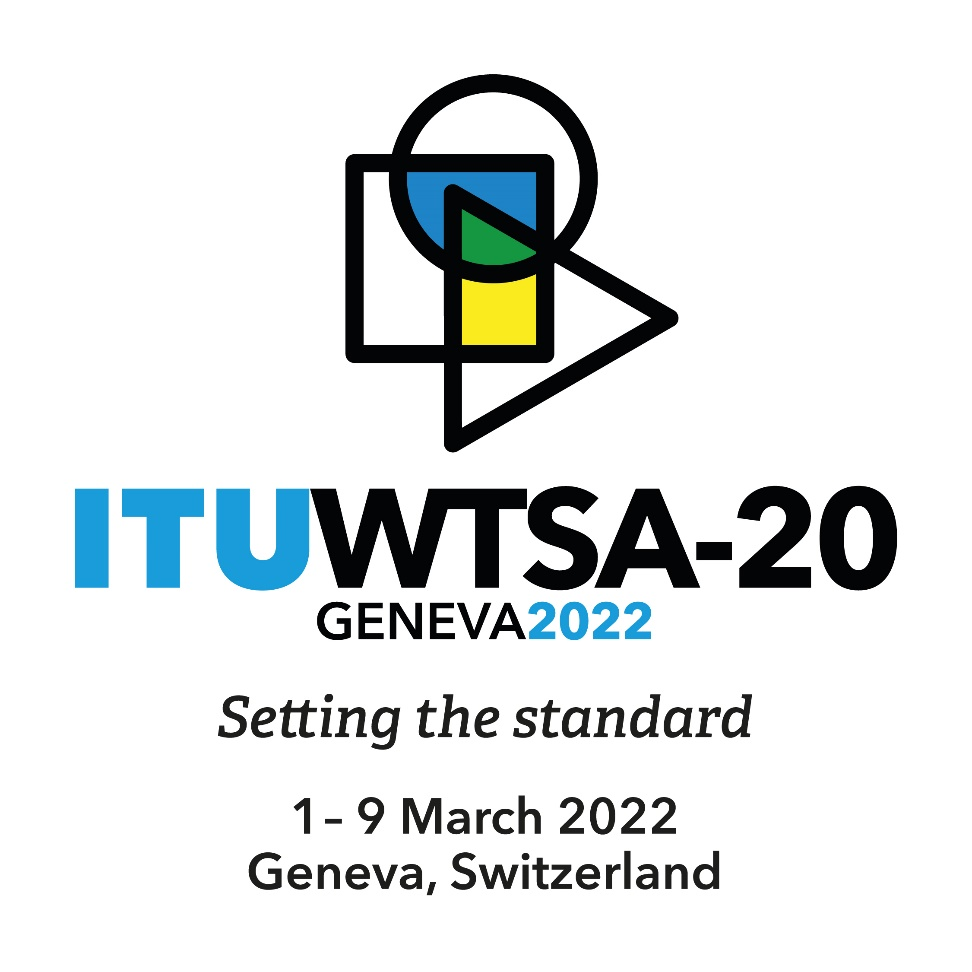 ITUWTSA-20
GENEVA2022
Setting the standard
1– 9 March 2022
Geneva, Switzerland